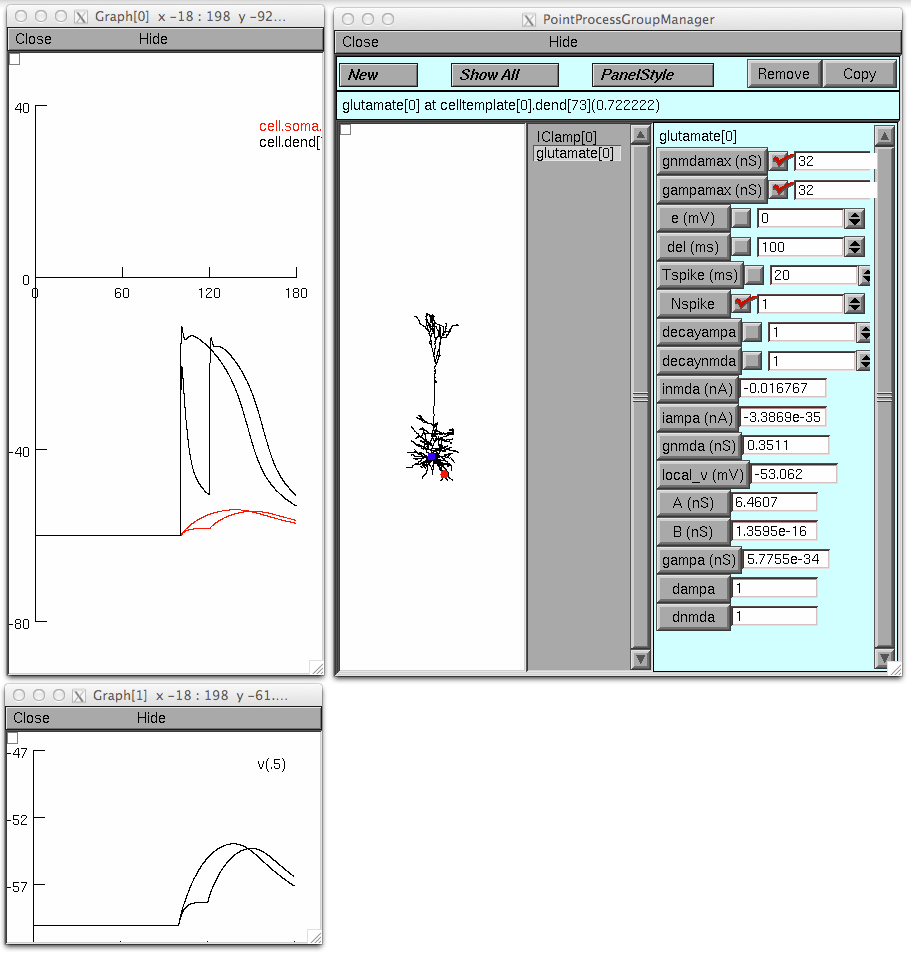 Graph[0] x -18 : 198 y -92...
Close Hide
40
cell.soma.
cell.dend[7
0
0 60 120 180
-40
-80
PointProcessGroupManager
Close Hide
New Show All PanelStyle Remove Copy
glutamate[0] at celltemplate[0].dend[73](0.722222)
IClamp[0]
glutamate[0]
glutamate[0]
gnmdamax (nS) 32
gampamax (nS) 32
e (mV) 0
del (ms) 100
Tspike (ms) 20
Nspike 1
decayampa 1
decaynmda 1
inmda (nA) -0.016767
iampa (nA) -3.3869e-35
gnmda (nS) 0.3511
local_v (mV) -53.062
A (nS) 6.4607
B (nS) 1.3595e-16
gampa (nS) 5.7755e-34
dampa 1
dnmda 1
Graph[1] x -18 : 198 y -61....
Close Hide
-47
v(.5)
-52
-57